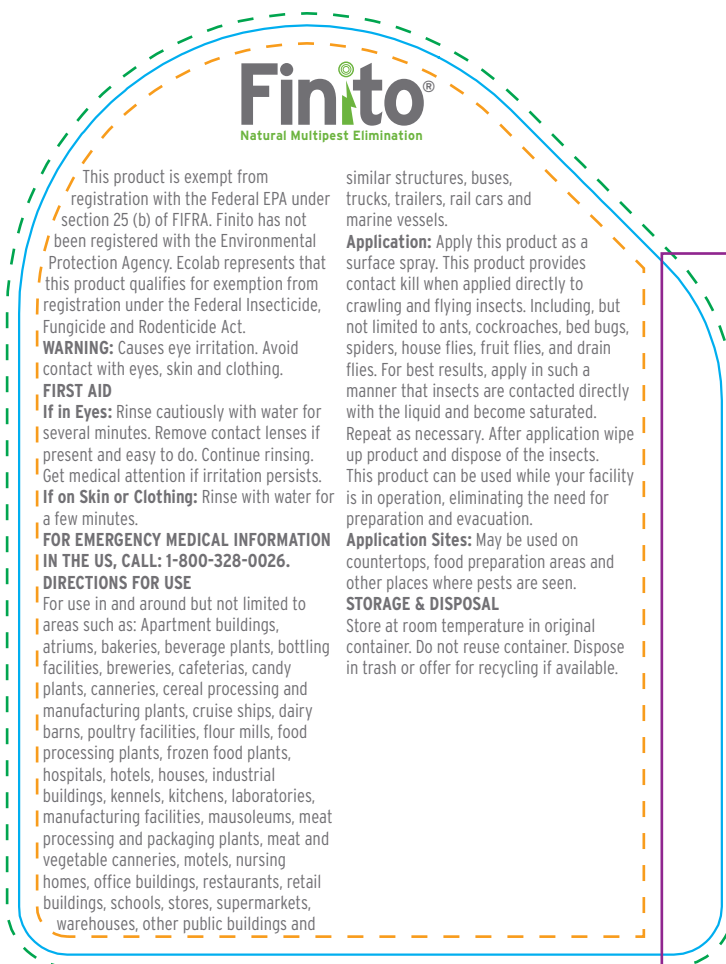 Finito®
Natural Multipest Elimination
This product is exempt from
registration with the Federal EPA under
section 25 (b) of FIFRA. Finito has not
been registered with the Environmental
Protection Agency. Ecolab represents that
this product qualifies for exemption from
registration under the Federal Insecticide,
Fungicide and Rodenticide Act.
WARNING: Causes eye irritation. Avoid
contact with eyes, skin and clothing.
FIRST AID
If in Eyes: Rinse cautiously with water for
several minutes. Remove contact lenses if
present and easy to do. Continue rinsing.
Get medical attention if irritation persists.
If on Skin or Clothing: Rinse with water for
a few minutes.
FOR EMERGENCY MEDICAL INFORMATION
IN THE US, CALL: 1-800-328-0026.
DIRECTIONS FOR USE
For use in and around but not limited to
areas such as: Apartment buildings,
atriums, bakeries, beverage plants, bottling
facilities, breweries, cafeterias, candy
plants, canneries, cereal processing and
manufacturing plants, cruise ships, dairy
barns, poultry facilities, flour mills, food
processing plants, frozen food plants,
hospitals, hotels, houses, industrial
buildings, kennels, kitchens, laboratories,
manufacturing facilities, mausoleums, meat
processing and packaging plants, meat and
vegetable canneries, motels, nursing
homes, office buildings, restaurants, retail
buildings, schools, stores, supermarkets,
warehouses, other public buildings and
similar structures, buses,
trucks, trailers, rail cars and
marine vessels.
Application: Apply this product as a
surface spray. This product provides
contact kill when applied directly to
crawling and flying insects. Including, but
not limited to ants, cockroaches, bed bugs,
spiders, house flies, fruit flies, and drain
flies. For best results, apply in such a
manner that insects are contacted directly
with the liquid and become saturated.
Repeat as necessary. After application wipe
up product and dispose of the insects.
This product can be used while your facility
is in operation, eliminating the need for
preparation and evacuation.
Application Sites: May be used on
countertops, food preparation areas and
other places where pests are seen.
STORAGE & DISPOSAL
Store at room temperature in original
container. Do not reuse container. Dispose
in trash or offer for recycling if available.